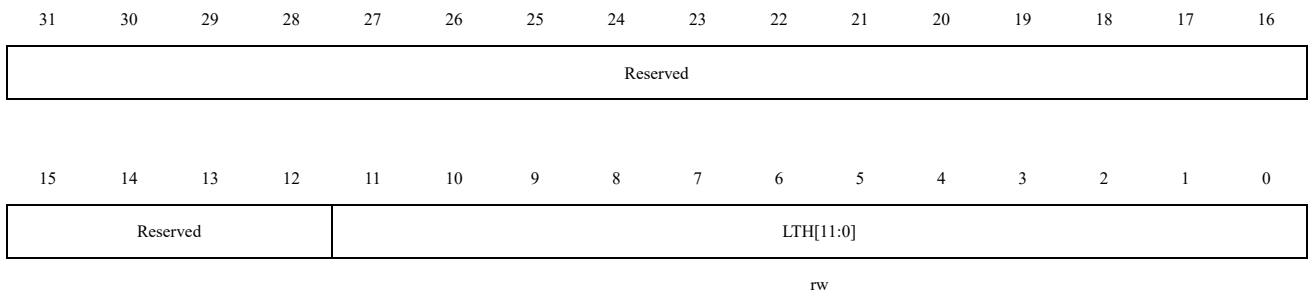 31 30 29 28 27 26 25 24 23 22 21 20 19 18 17 16
Reserved
15 14 13 12 11 10 9 8 7 6 5 4 3 2 1 0
Reserved LTH[11:0]
rw